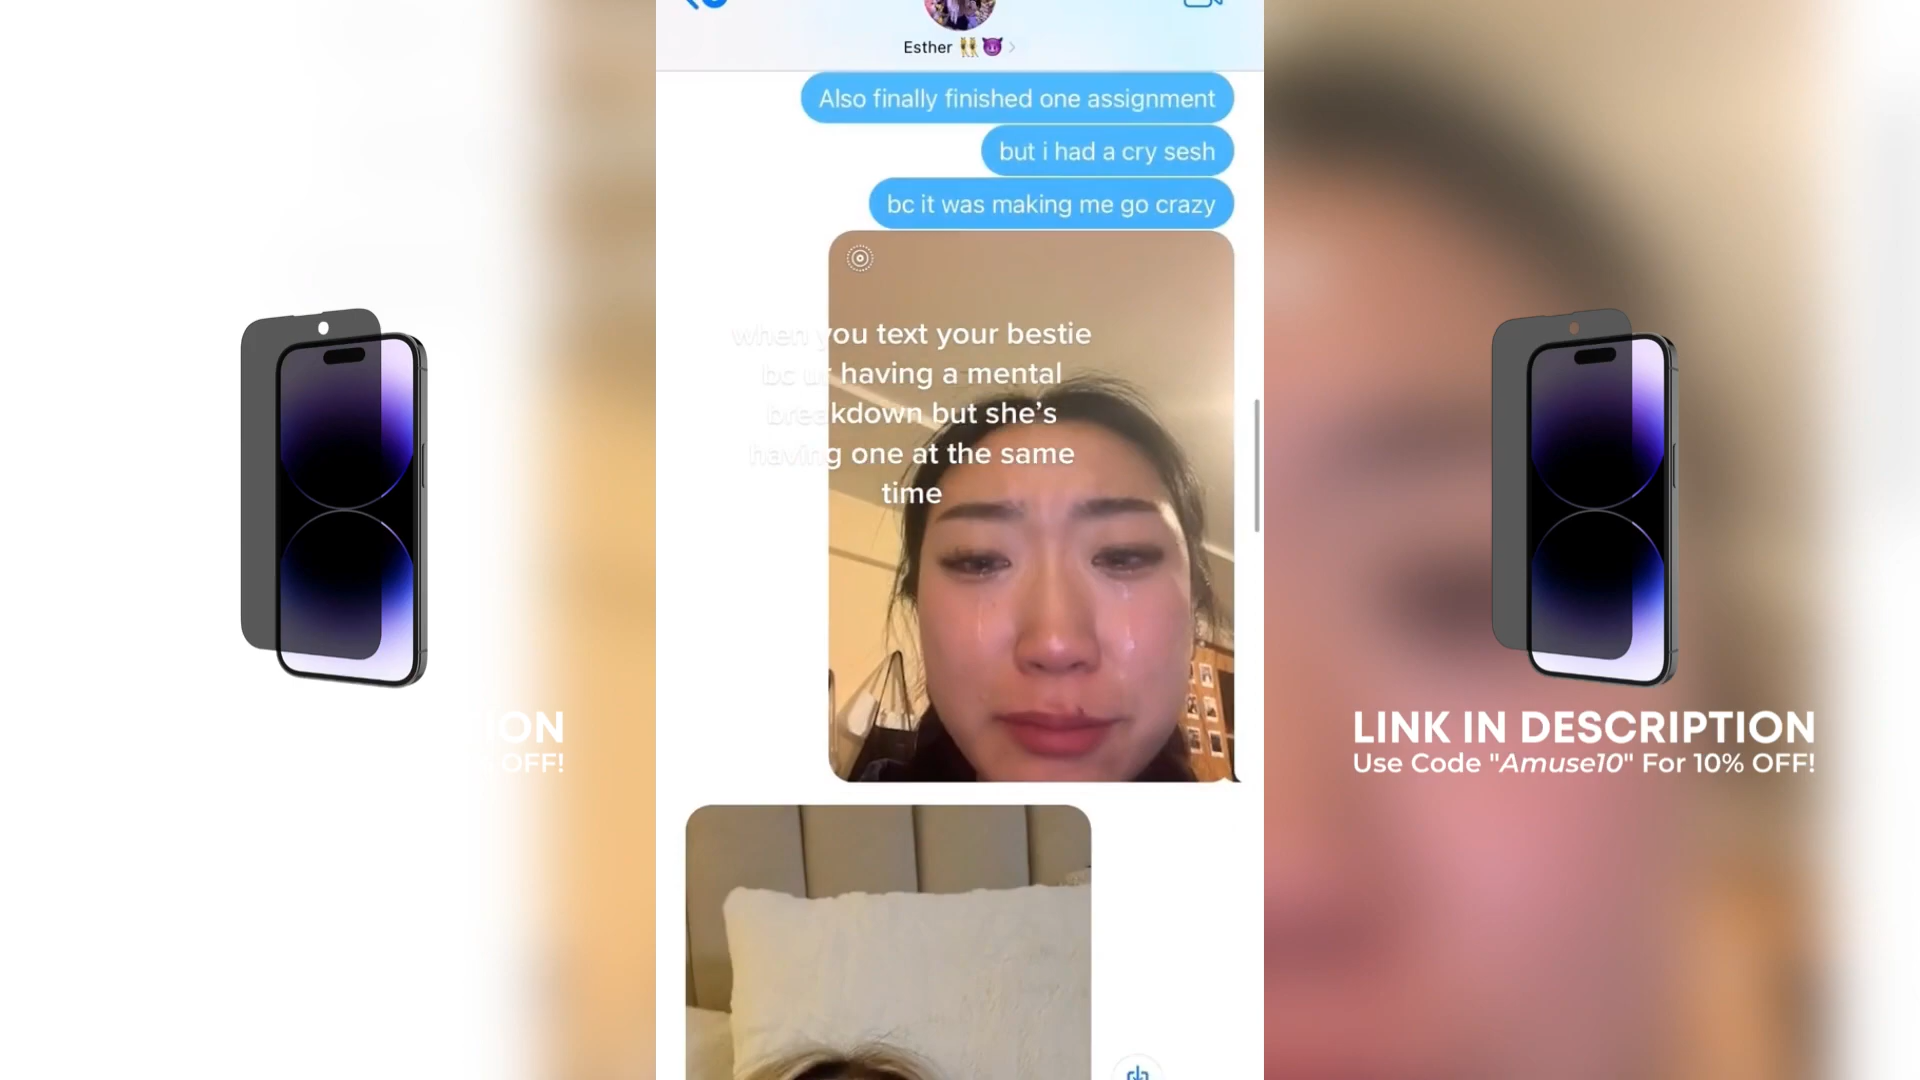 Esther 👯😈
Also finally finished one assignment
but i had a cry sesh
bc it was making me go crazy
when you text your bestie
bc ur having a mental
breakdown but she's
having one at the same
time
ION
OFF!
LINK IN DESCRIPTION
Use Code "Amuse10" For 10% OFF!